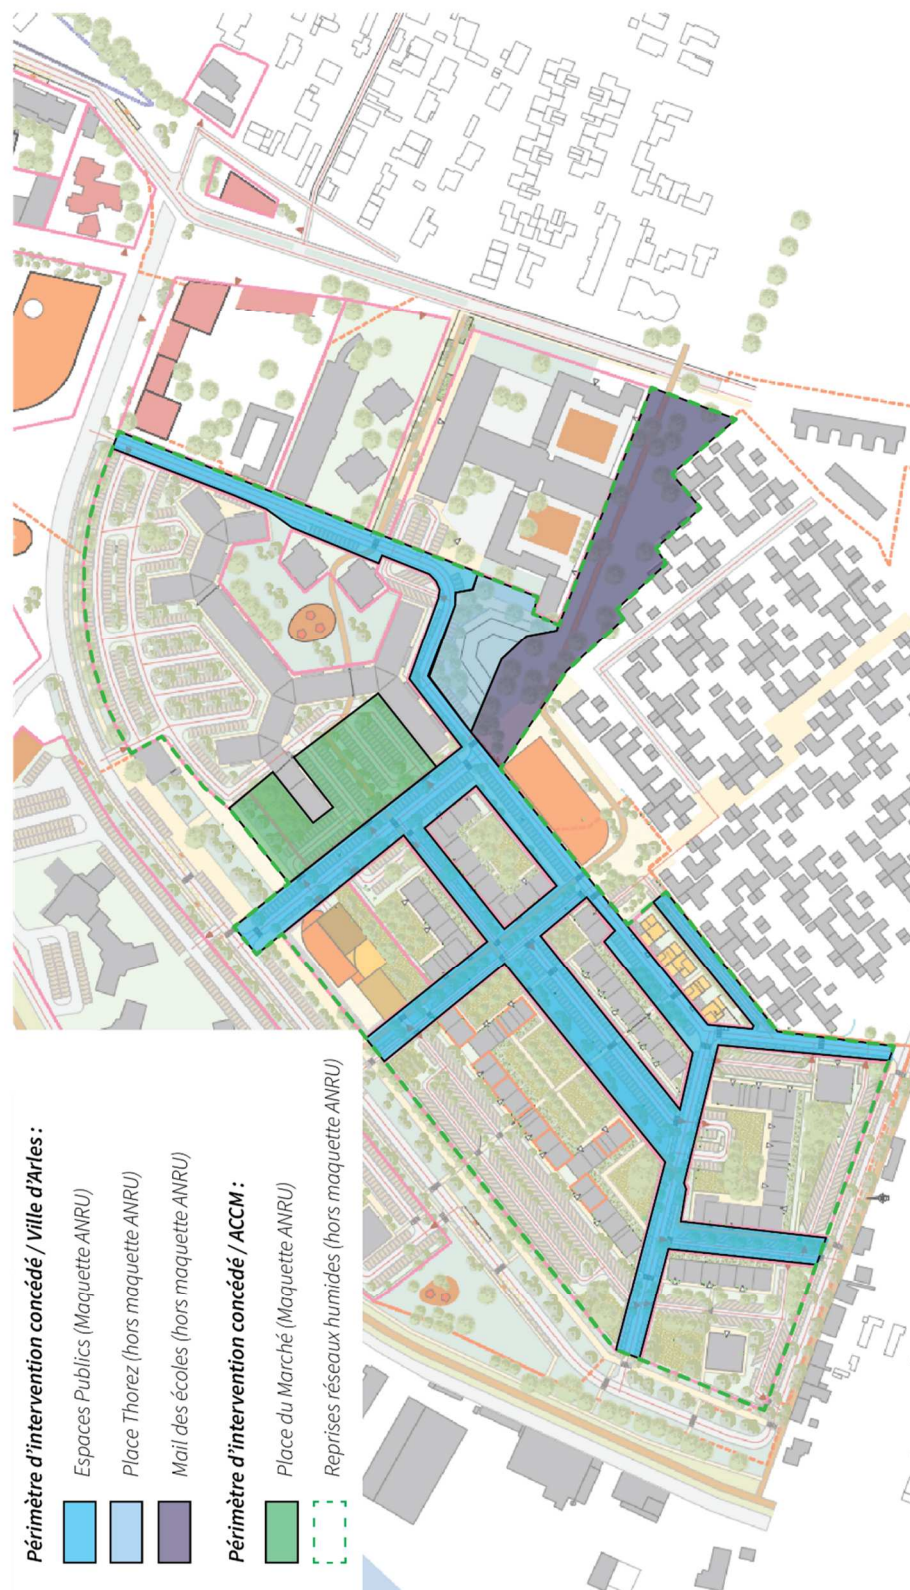 Périmètre d'intervention concédé / Ville d'Arles :
Espaces Publics (Maquette ANRU)
Place Thorez (hors maquette ANRU)
Mail des écoles (hors maquette ANRU)
Périmètre d'intervention concédé / ACCM :
Place du Marché (Maquette ANRU)
Reprises réseaux humides (hors maquette ANRU)